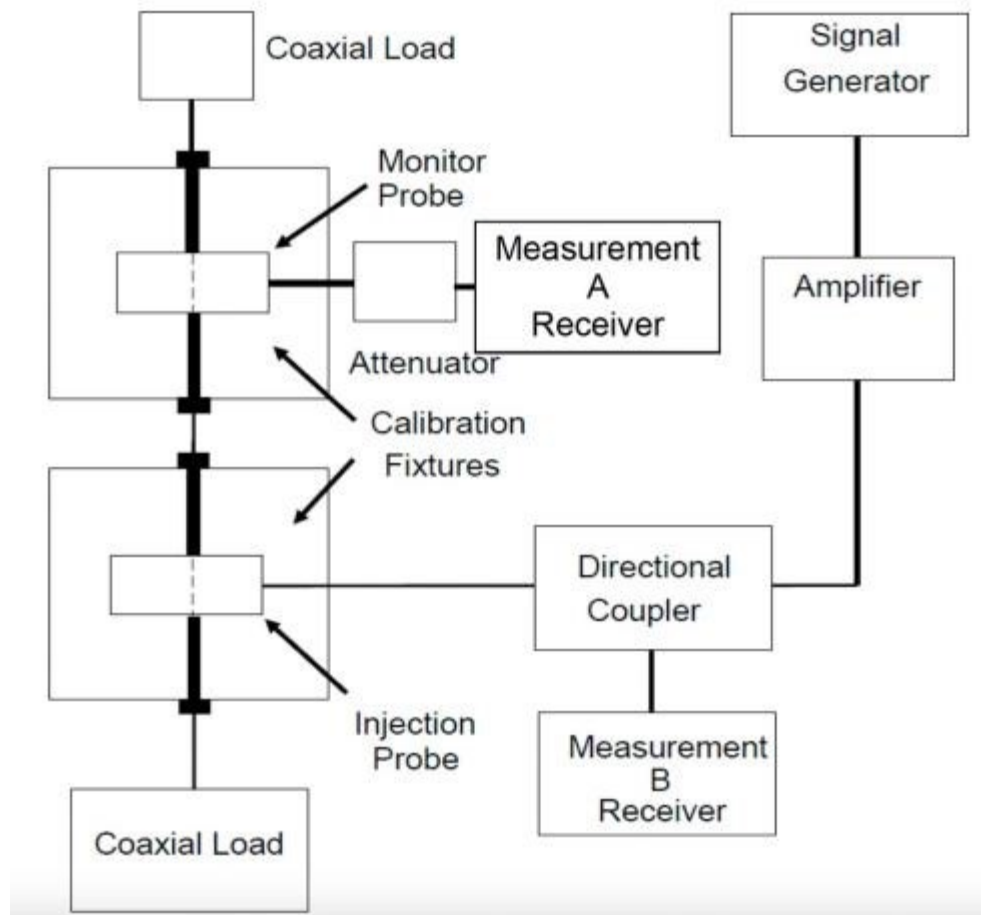 Coaxial Load
Signal
Generator
Monitor
Probe
Measurement
A
Receiver
Amplifier
Attenuator
Calibration
Fixtures
Directional
Coupler
Injection
Probe
Measurement
B
Receiver
Coaxial Load